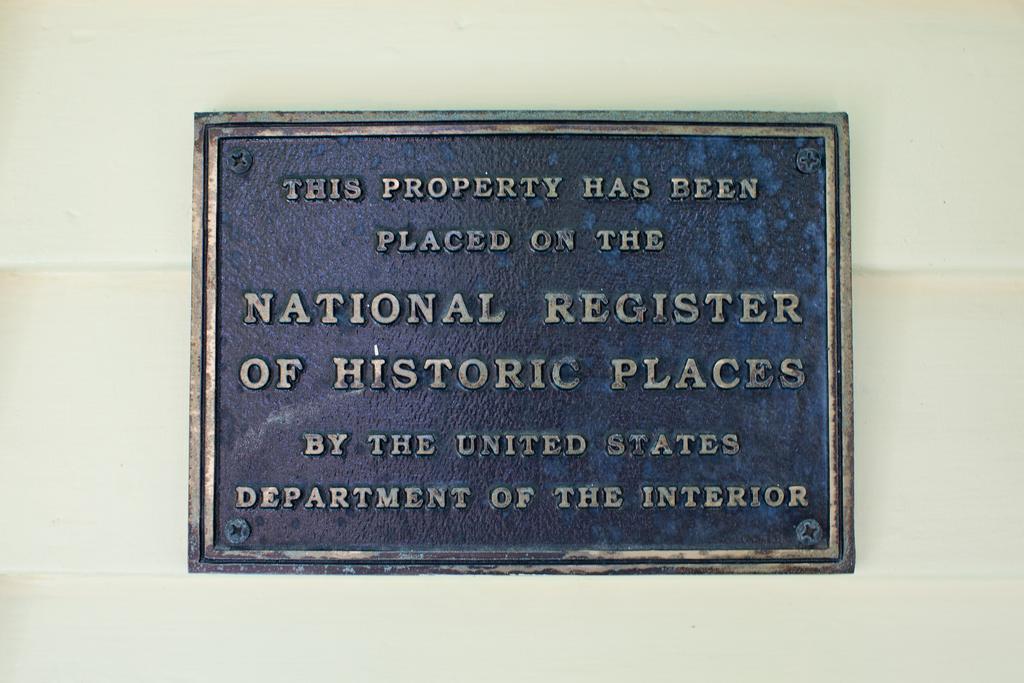 THIS PROPERTY HAS BEEN
PLACED ON THE
NATIONAL REGISTER
OF HISTORIC PLACES
BY THE UNITED STATES
DEPARTMENT OF THE INTERIOR